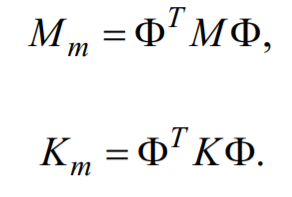 M_m = Φ^T M Φ,
K_m = Φ^T K Φ.